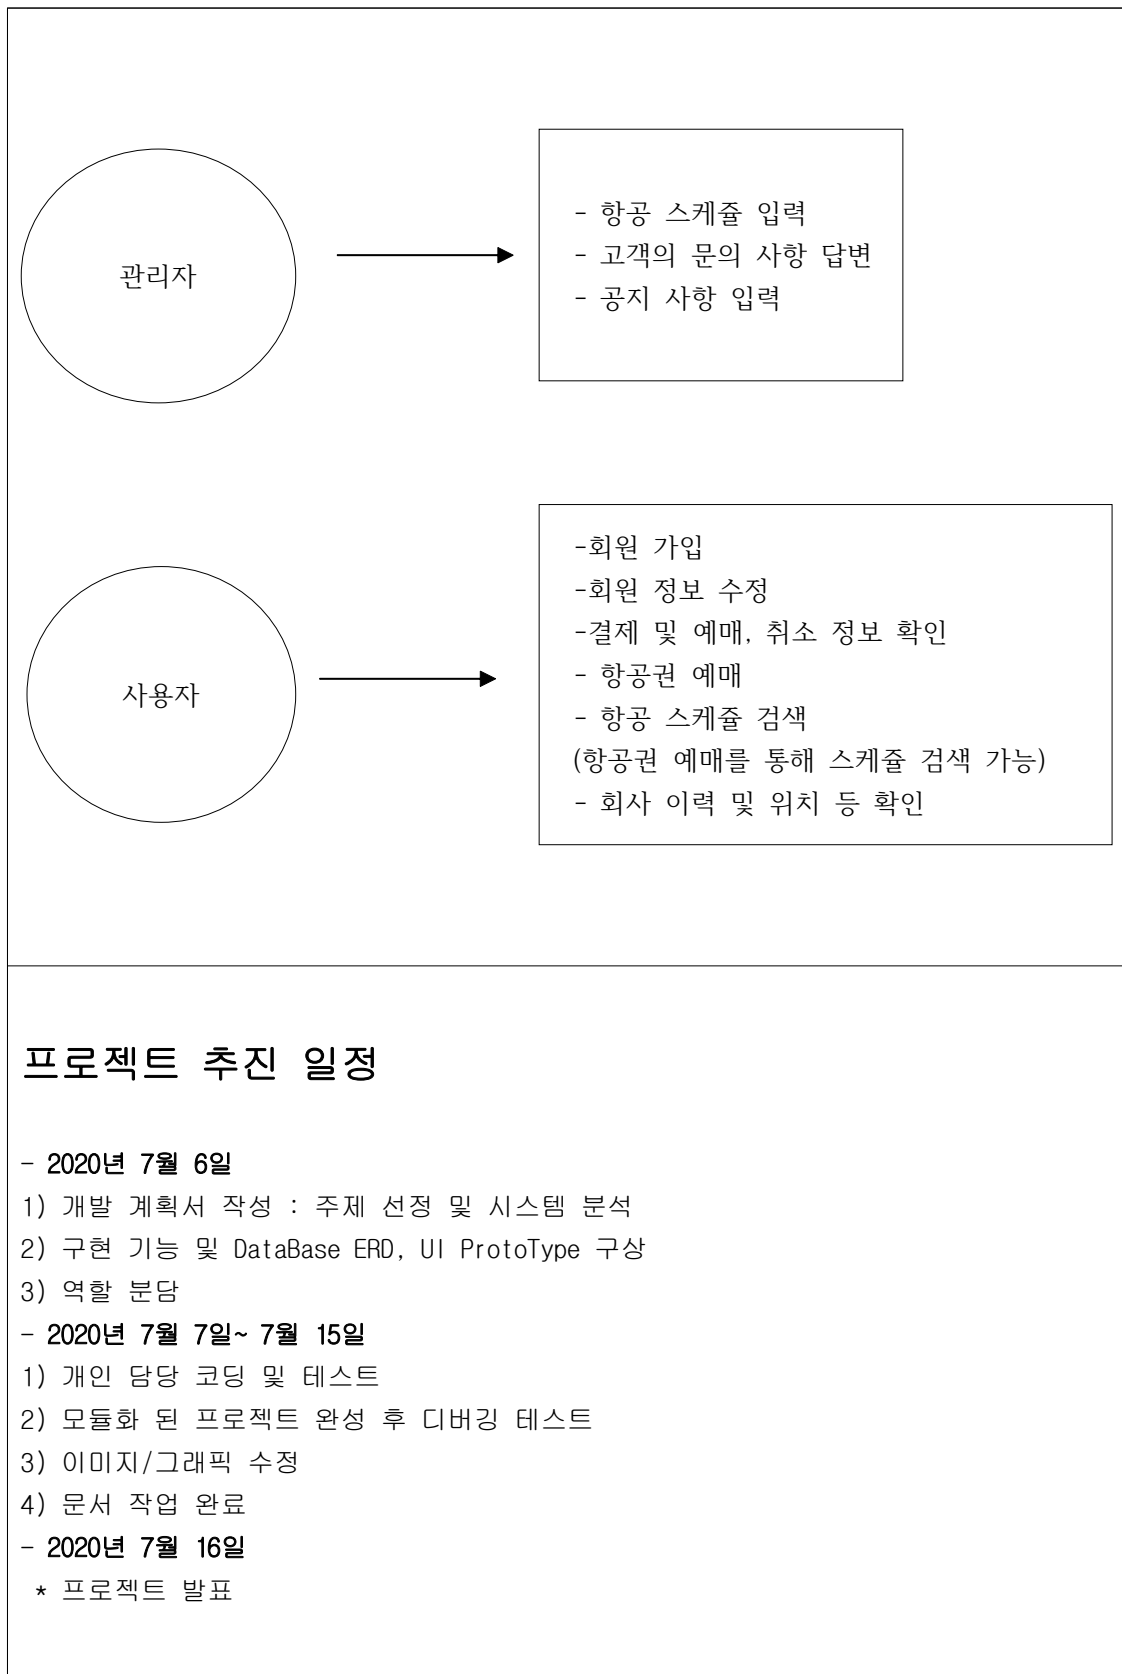 관리자
- 항공 스케쥴 입력
- 고객의 문의 사항 답변
- 공지 사항 입력
사용자
-회원 가입
-회원 정보 수정
-결제 및 예매, 취소 정보 확인
- 항공권 예매
- 항공 스케쥴 검색
(항공권 예매를 통해 스케쥴 검색 가능)
- 회사 이력 및 위치 등 확인
프로젝트 추진 일정
- 2020년 7월 6일
1) 개발 계획서 작성 : 주제 선정 및 시스템 분석
2) 구현 기능 및 DataBase ERD, UI ProtoType 구상
3) 역할 분담
- 2020년 7월 7일~ 7월 15일
1) 개인 담당 코딩 및 테스트
2) 모듈화 된 프로젝트 완성 후 디버깅 테스트
3) 이미지/그래픽 수정
4) 문서 작업 완료
- 2020년 7월 16일
* 프로젝트 발표